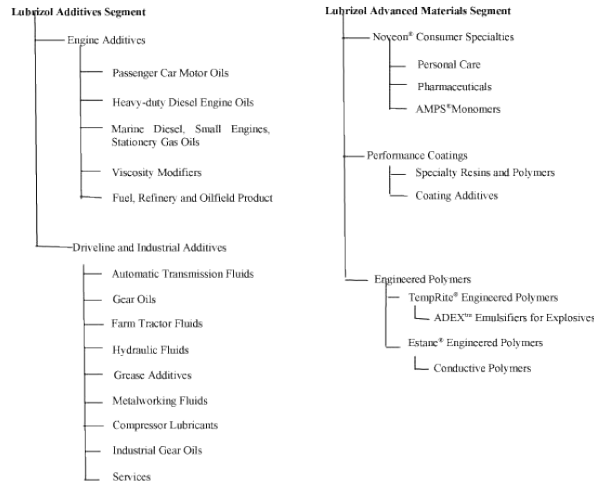 Lubrizol Additives Segment
Engine Additives
Passenger Car Motor Oils
Heavy-duty Diesel Engine Oils
Marine Diesel, Small Engines,
Stationery Gas Oils
Viscosity Modifiers
Fuel, Refinery and Oilfield Product
Driveline and Industrial Additives
Automatic Transmission Fluids
Gear Oils
Farm Tractor Fluids
Hydraulic Fluids
Grease Additives
Metalworking Fluids
Compressor Lubricants
Industrial Gear Oils
Services
Lubrizol Advanced Materials Segment
Noveon® Consumer Specialties
Personal Care
Pharmaceuticals
AMPS®Monomers
Performance Coatings
Specialty Resins and Polymers
Coating Additives
Engineered Polymers
TempRite® Engineered Polymers
ADEX™ Emulsifiers for Explosives
Estane® Engineered Polymers
Conductive Polymers